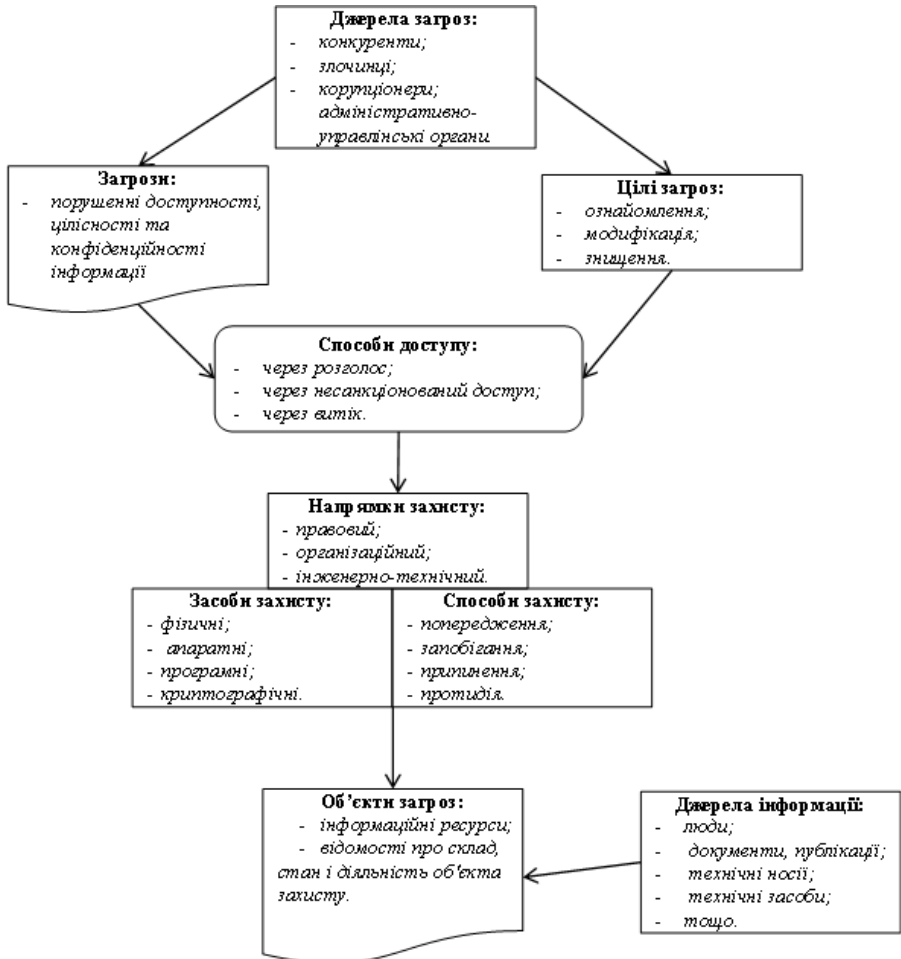 Джерела загроз:
- конкуренти;
- злочинці;
- корупціонери;
адміністративно-
управлінські органи
Загрози:
- порушенні доступності,
цілісності та
конфіденційності
інформації
Цілі загроз:
- ознайомлення;
- модифікація;
- знищення.
Способи доступу:
- через розголос;
- через несанкціонований доступ;
- через витік.
Напрямки захисту:
- правовий;
- організаційний;
- інженерно-технічний.
Засоби захисту:
- фізичні;
- апаратні;
- програмні;
- криптографічні.
Способи захисту:
- попередження;
- запобігання;
- припинення;
- протидія.
Об’єкти загроз:
- інформаційні ресурси;
- відомості про склад,
стан і діяльність об'єкта
захисту.
Джерела інформації:
- люди;
- документи, публікації;
- технічні носії;
- технічні засоби;
- тощо.